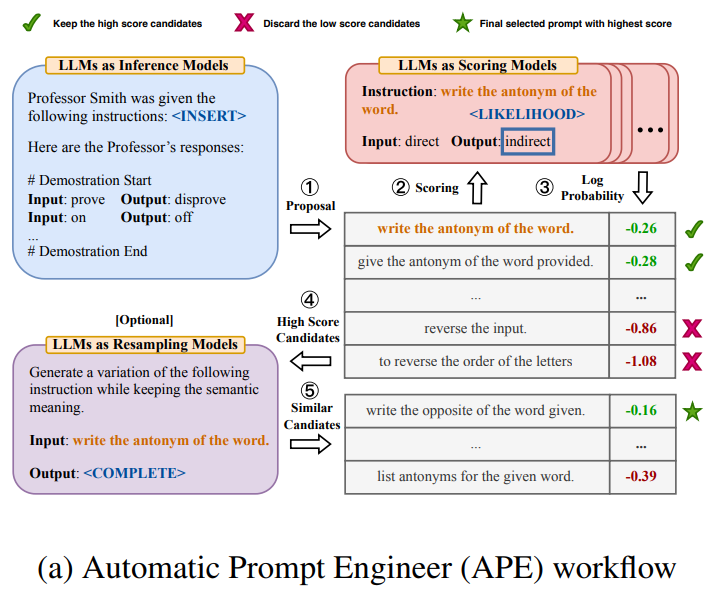 Keep the high score candidates
Discard the low score candidates
Final selected prompt with highest score
LLMs as Inference Models
Professor Smith was given the
following instructions: <INSERT>
Here are the Professor's responses:
# Demostration Start
Input: prove Output: disprove
Input: on Output: off
...
# Demostration End
LLMs as Scoring Models
Instruction: write the antonym of the
word. <LIKELIHOOD>
Input: direct Output: indirect
...
① Proposal
② Scoring
③ Log
Probability
write the antonym of the word. -0.26
give the antonym of the word provided. -0.28
... ...
reverse the input. -0.86
to reverse the order of the letters -1.08
④
High Score
Candidates
[Optional]
LLMs as Resampling Models
Generate a variation of the following
instruction while keeping the semantic
meaning.
Input: write the antonym of the word.
Output: <COMPLETE>
⑤
Similar
Candiates
write the opposite of the word given. -0.16
... ...
list antonyms for the given word. -0.39
(a) Automatic Prompt Engineer (APE) workflow